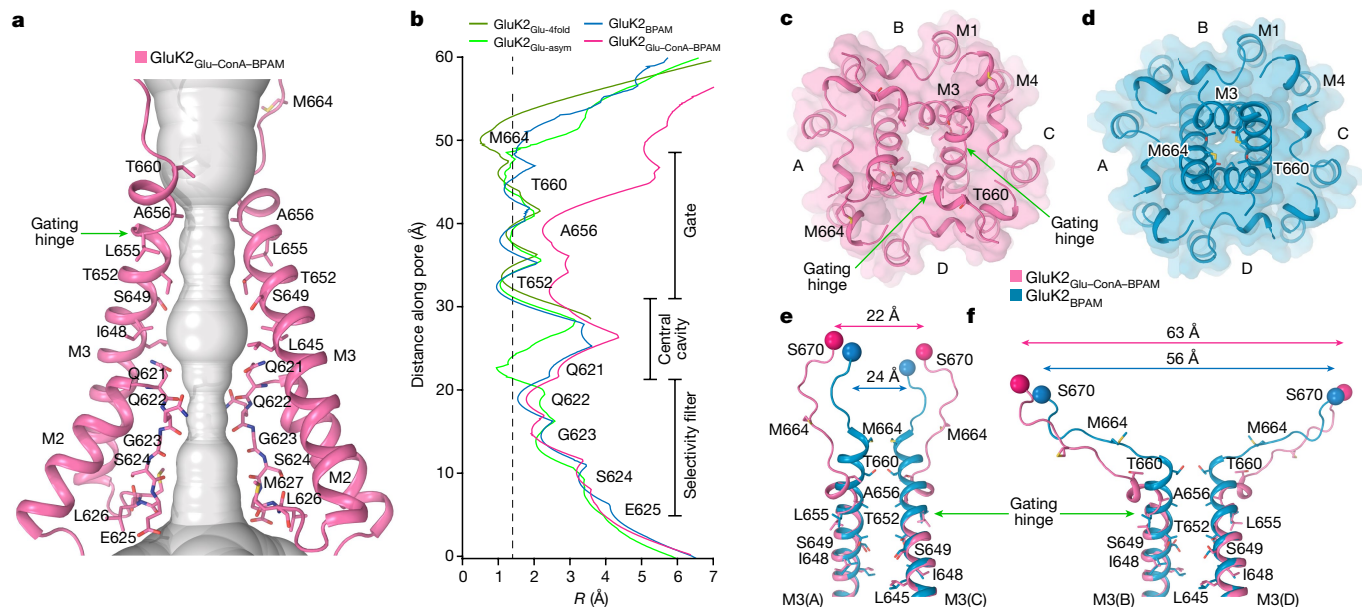 a
GluK2Glu–ConA–BPAM
M664
T660
A656
A656
Gating
hinge
L655
L655
T652
T652
S649
S649
I648
L645
M3
M3
Q621
Q621
Q622
Q622
G623
G623
S624
S624
M2
M2
M627
L626
L626
E625
b
GluK2Glu-4fold
GluK2BPAM
GluK2Glu-asym
GluK2Glu–ConA–BPAM
60
50
40
30
20
10
0
Distance along pore (Å)
M664
T660
A656
T652
Q621
Q622
G623
S624
E625
Gate
Central
cavity
Selectivity filter
0 1 2 3 4 5 6 7
R (Å)
c
B
M1
M4
M3
C
A
T660
M664
D
Gating
hinge
Gating
hinge
d
B
M3
M664
C
A
T660
D
GluK2Glu–ConA–BPAM
GluK2BPAM
e
22 Å
S670
S670
24 Å
M664
M664
M664
T660
A656
L655
T652
S649
I648
I648
L645
M3(A)
M3(C)
Gating
hinge
f
63 Å
56 Å
S670
S670
M664
M664
T660
T660
A656
T652
L655
S649
S649
I648
I648
L645
M3(B)
M3(D)